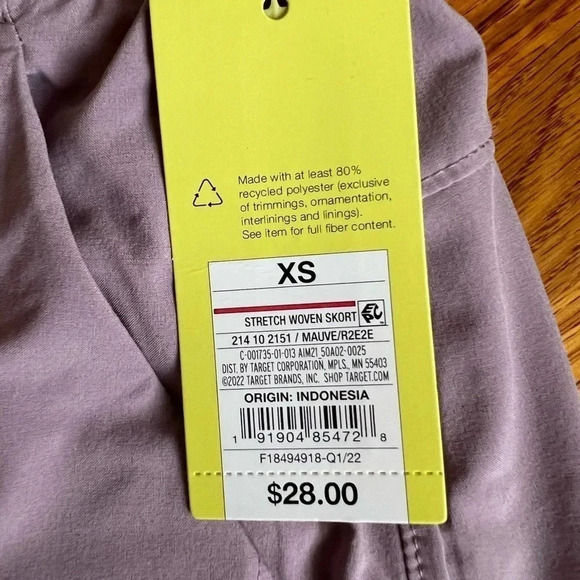 Made with at least 80%
recycled polyester (exclusive
of trimmings, ornamentation,
interlinings and linings).
See item for full fiber content.
XS
STRETCH WOVEN SKORT
214 10 2151 / MAUVE/R2E2E
C-001735-01-013 AIM21_50A02-0025
DIST. BY TARGET CORPORATION, MPLS., MN 55403
©2022 TARGET BRANDS, INC. SHOP TARGET.COM
ORIGIN: INDONESIA
1 91904 85472 8
F18494918-Q1/22
$28.00